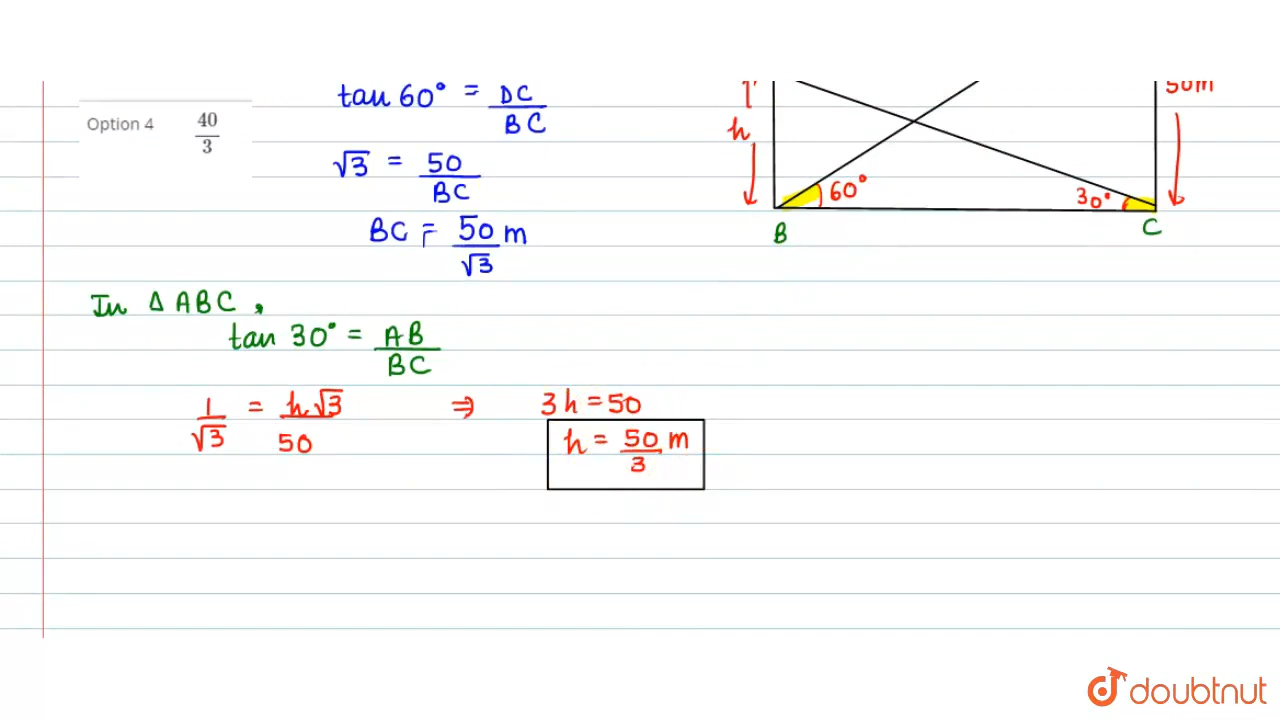 Option 4 40/3
tan 60° = DC/BC
√3 = 50/BC
BC = 50/√3 m
In Δ ABC,
tan 30° = AB/BC
1/√3 = h√3/50 ⇒ 3h = 50
h = 50/3 m
50m
h
60°
30°
B
C
doubtnut